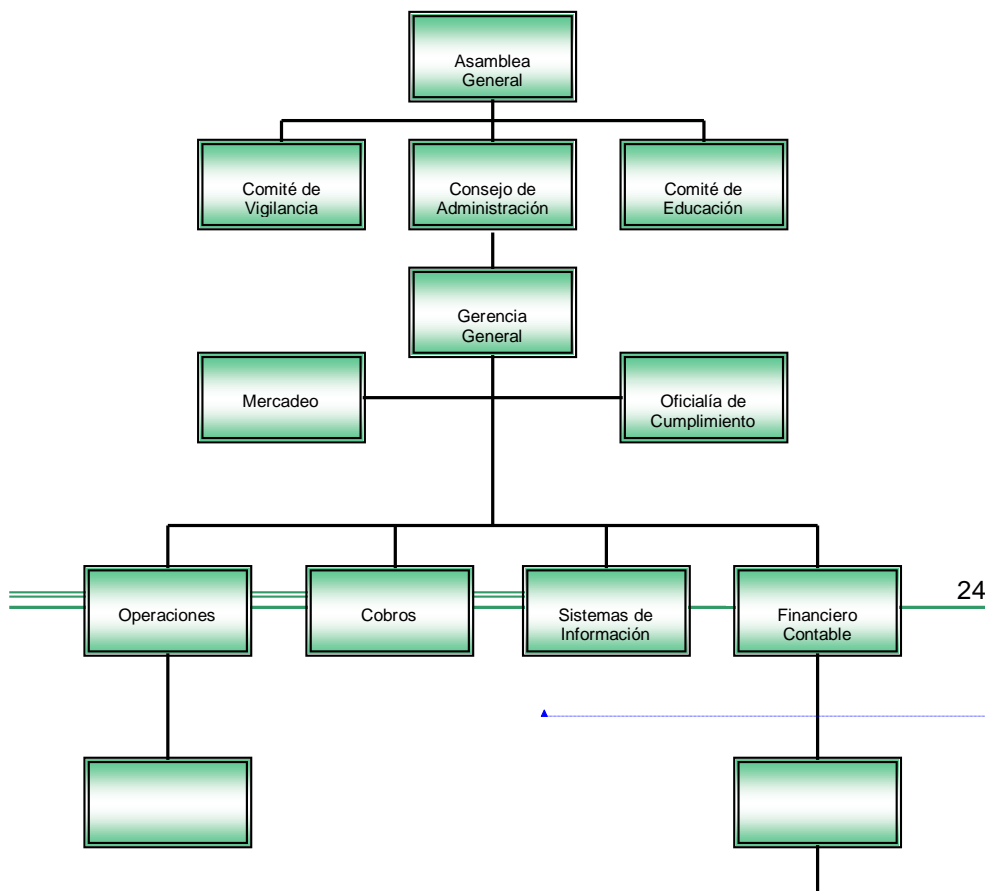 Asamblea
General
Comité de
Vigilancia
Consejo de
Administración
Comité de
Educación
Gerencia
General
Mercadeo
Oficialía de
Cumplimiento
Operaciones
Cobros
Sistemas de
Información
Financiero
Contable
24